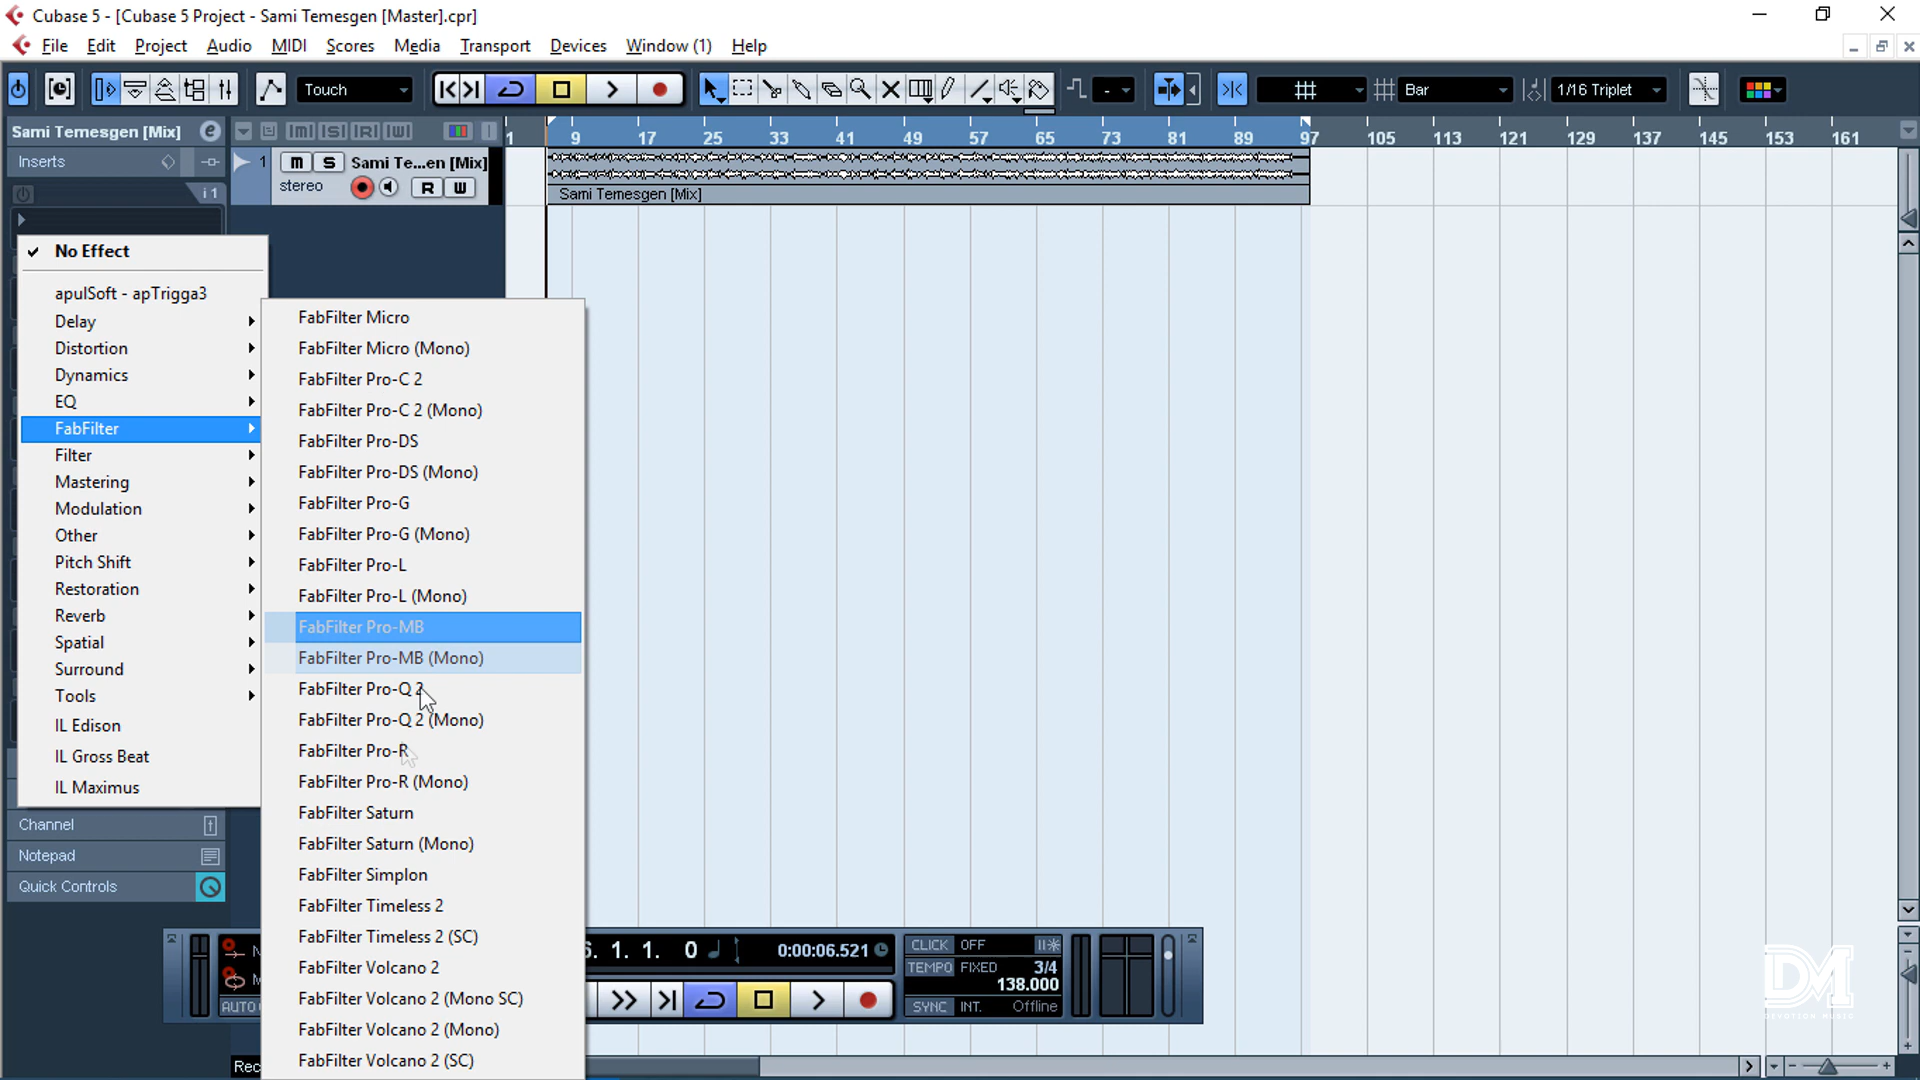 Cubase 5 - [Cubase 5 Project - Sami Temesgen [Master].cpr]
File Edit Project Audio MIDI Scores Media Transport Devices Window (1) Help
Touch - Bar 1/16 Triplet
Sami Temesgen [Mix] e M S R W 1 9 17 25 33 41 49 57 65 73 81 89 97 105 113 121 129 137 145 153 161
Inserts 1 M S Sami Te...en [Mix]
i 1 stereo R W Sami Temesgen [Mix]
No Effect
apulSoft - apTrigga3
Delay
Distortion
Dynamics
EQ
FabFilter
Filter
Mastering
Modulation
Other
Pitch Shift
Restoration
Reverb
Spatial
Surround
Tools
IL Edison
IL Gross Beat
IL Maximus
FabFilter Micro
FabFilter Micro (Mono)
FabFilter Pro-C 2
FabFilter Pro-C 2 (Mono)
FabFilter Pro-DS
FabFilter Pro-DS (Mono)
FabFilter Pro-G
FabFilter Pro-G (Mono)
FabFilter Pro-L
FabFilter Pro-L (Mono)
FabFilter Pro-MB
FabFilter Pro-MB (Mono)
FabFilter Pro-Q 2
FabFilter Pro-Q 2 (Mono)
FabFilter Pro-R
FabFilter Pro-R (Mono)
FabFilter Saturn
FabFilter Saturn (Mono)
FabFilter Simplon
FabFilter Timeless 2
FabFilter Timeless 2 (SC)
FabFilter Volcano 2
FabFilter Volcano 2 (Mono SC)
FabFilter Volcano 2 (Mono)
FabFilter Volcano 2 (SC)
Channel
Notepad
Quick Controls
AUTO
6. 1. 1. 0 0:00:06.521
CLICK OFF
TEMPO FIXED 3/4
138.000
SYNC INT. Offline
Rec
DM
DEVOTION MUSIC